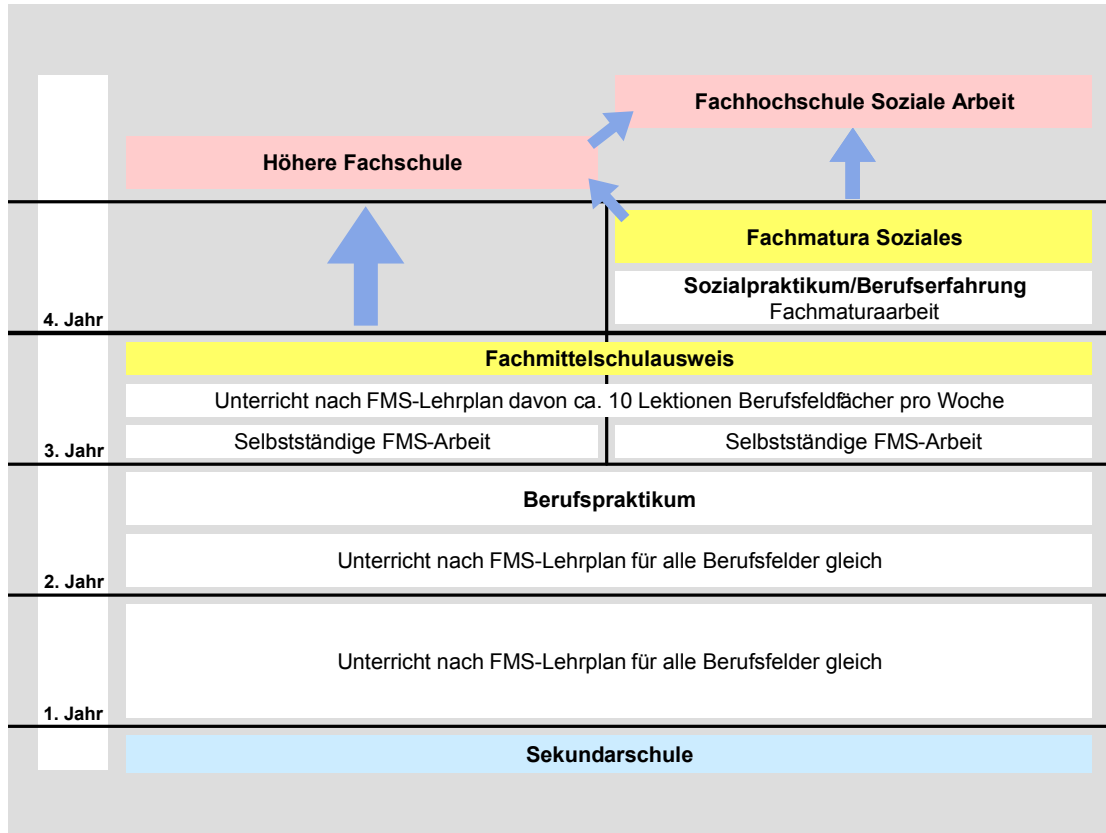 Fachhochschule Soziale Arbeit
Höhere Fachschule
Fachmatura Soziales
Sozialpraktikum/Berufserfahrung
Fachmaturaarbeit
4. Jahr
Fachmittelschulausweis
Unterricht nach FMS-Lehrplan davon ca. 10 Lektionen Berufsfeldfächer pro Woche
Selbstständige FMS-Arbeit
Selbstständige FMS-Arbeit
3. Jahr
Berufspraktikum
Unterricht nach FMS-Lehrplan für alle Berufsfelder gleich
2. Jahr
Unterricht nach FMS-Lehrplan für alle Berufsfelder gleich
1. Jahr
Sekundarschule